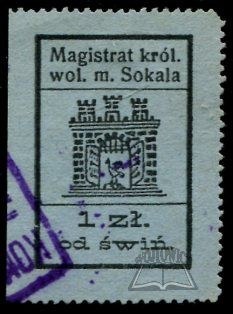 Magistrat król.
wol. m. Sokala
1 zł.
od świń.